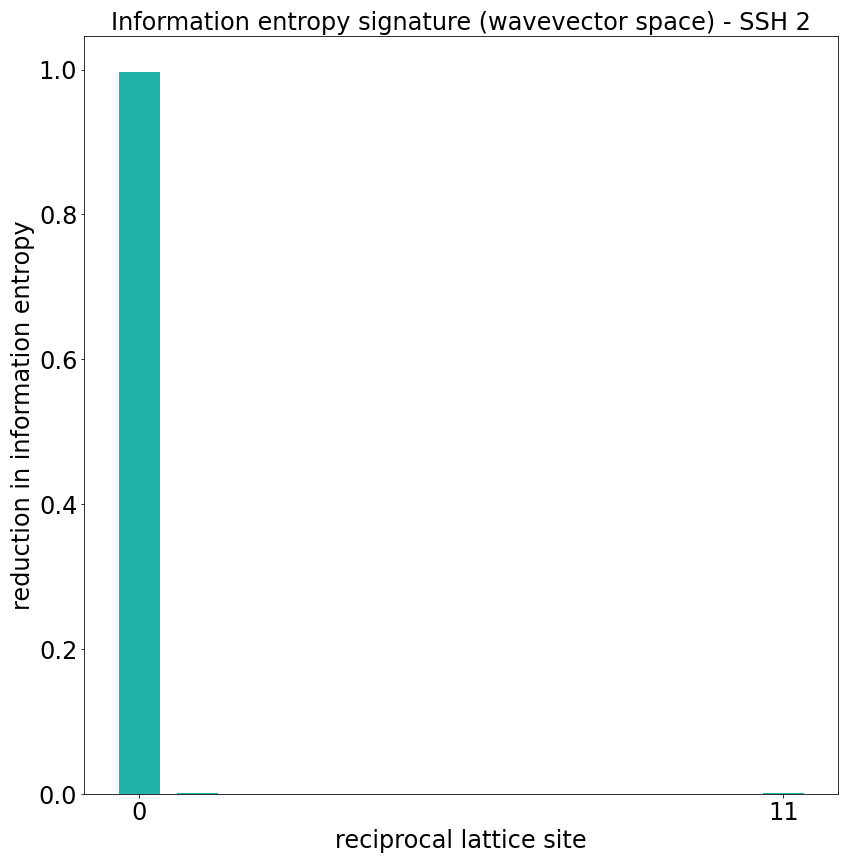 Information entropy signature (wavevector space) - SSH 2
reduction in information entropy
1.0
0.8
0.6
0.4
0.2
0.0
0
11
reciprocal lattice site